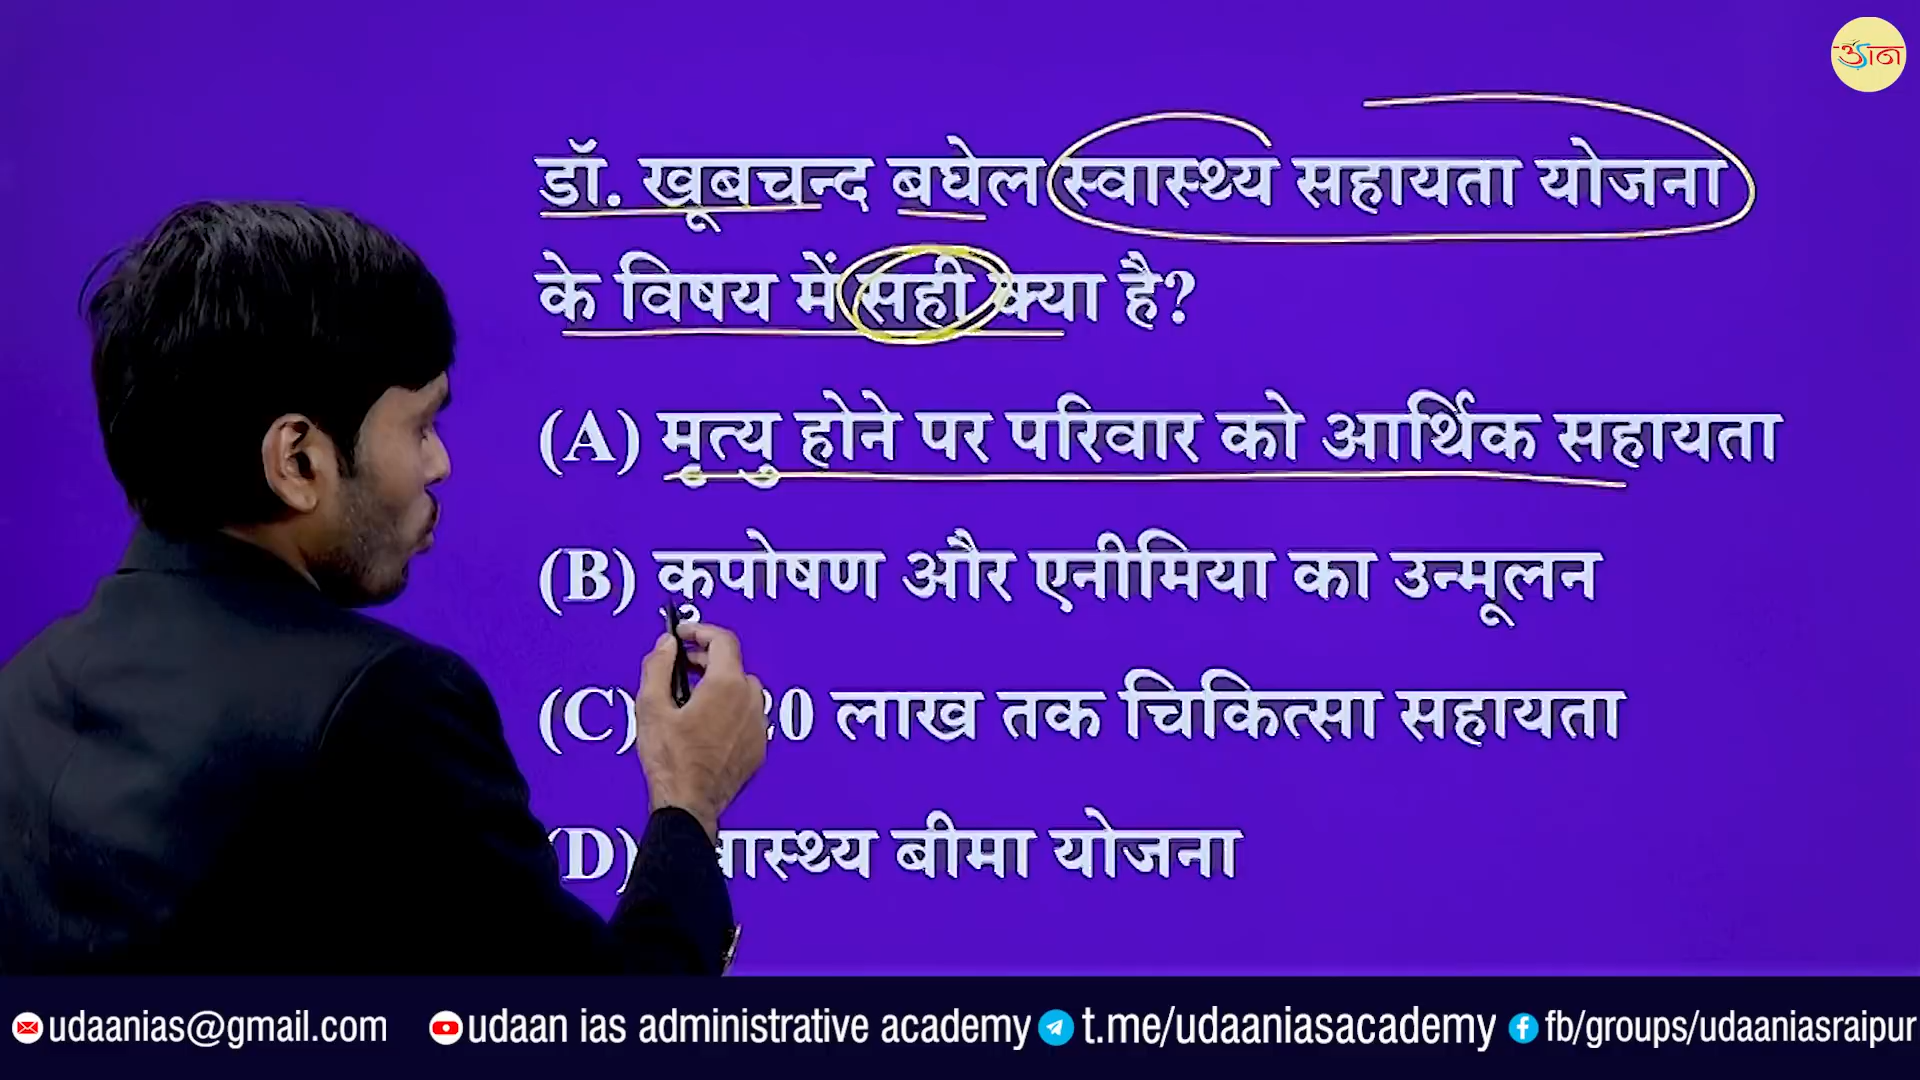 उड़ान
डॉ. खूबचन्द बघेल स्वास्थ्य सहायता योजना
के विषय में सही क्या है?
(A) मृत्यु होने पर परिवार को आर्थिक सहायता
(B) कुपोषण और एनीमिया का उन्मूलन
(C) 20 लाख तक चिकित्सा सहायता
(D) बीमा योजना
udaanias@gmail.com udaan ias administrative academy t.me/udaaniasacademy fb/groups/udaaniasraipur